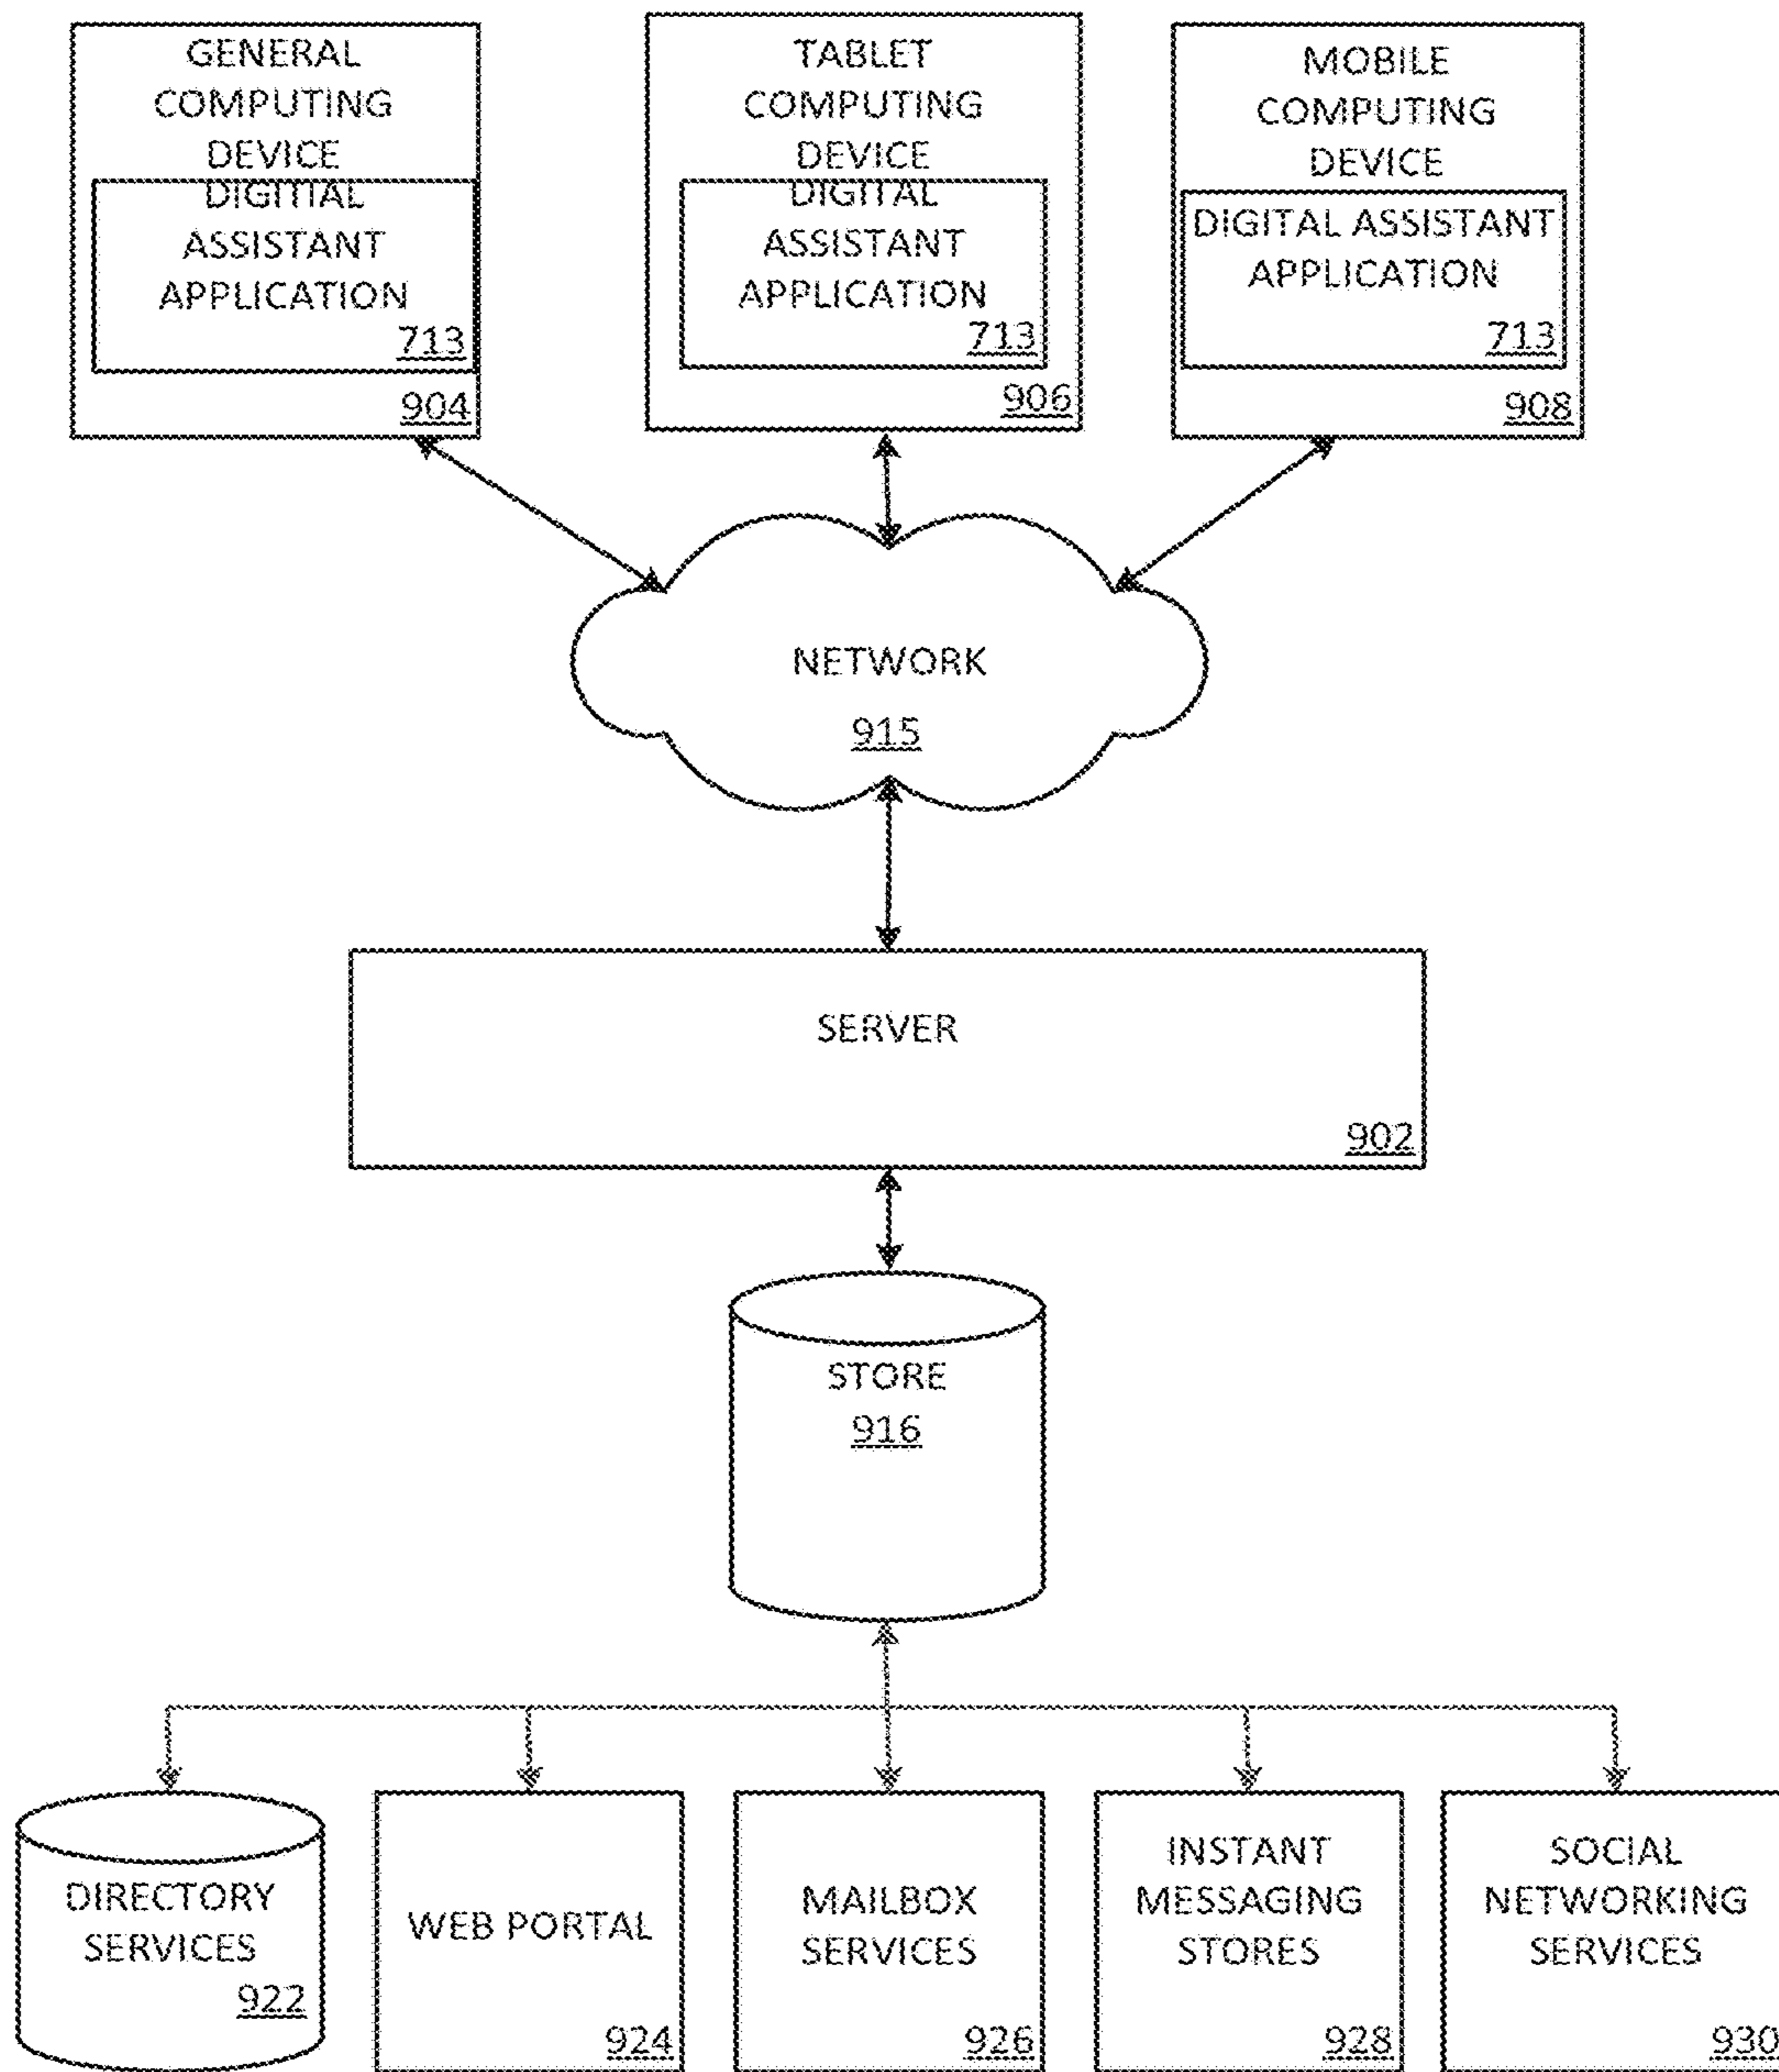 GENERAL
COMPUTING
DEVICE
DIGITIAL
ASSISTANT
APPLICATION
713
904
TABLET
COMPUTING
DEVICE
DIGITAL
ASSISTANT
APPLICATION
713
906
MOBILE
COMPUTING
DEVICE
DIGITAL ASSISTANT
APPLICATION
713
908
NETWORK
915
SERVER
902
STORE
916
DIRECTORY
SERVICES
922
WEB PORTAL
924
MAILBOX
SERVICES
926
INSTANT
MESSAGING
STORES
928
SOCIAL
NETWORKING
SERVICES
930